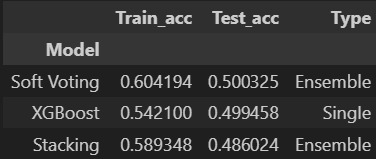 Train_acc Test_acc Type
Model
Soft Voting 0.604194 0.500325 Ensemble
XGBoost 0.542100 0.499458 Single
Stacking 0.589348 0.486024 Ensemble